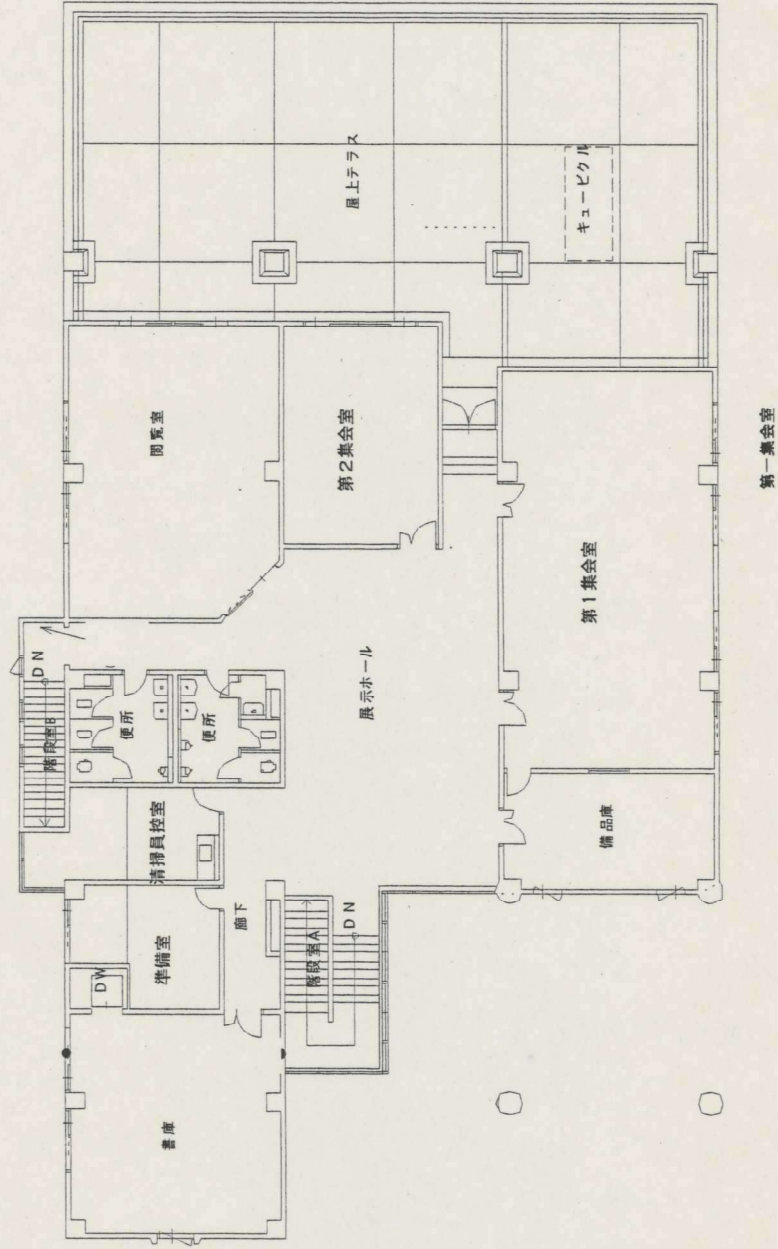 屋上テラス
キュービクル
閲覧室
第2集会室
第1集会室
第一集会室
DN
階段室B
便所
便所
展示ホール
清掃員控室
備品庫
準備室
廊下
DN
階段室A
DW
書庫